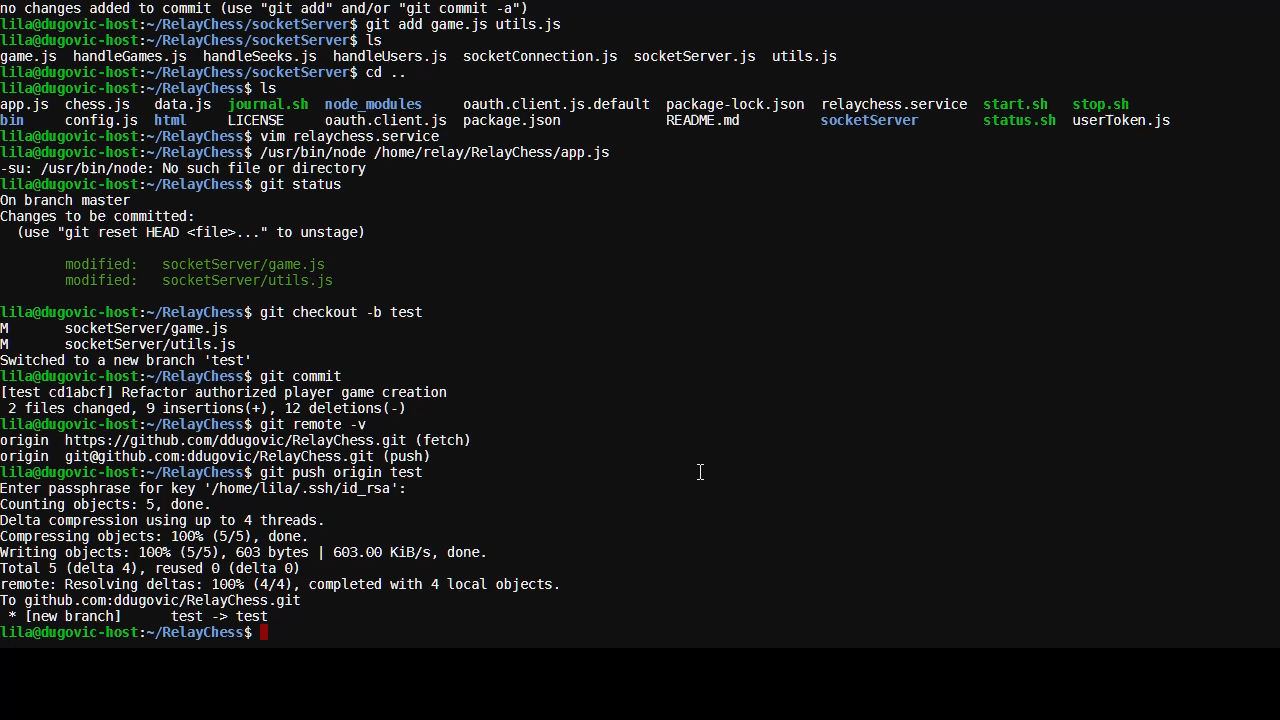 no changes added to commit (use "git add" and/or "git commit -a")
lila@dugovic-host:~/RelayChess/socketServer$ git add game.js utils.js
lila@dugovic-host:~/RelayChess/socketServer$ ls
game.js  handleGames.js  handleSeeks.js  handleUsers.js  socketConnection.js  socketServer.js  utils.js
lila@dugovic-host:~/RelayChess/socketServer$ cd ..
lila@dugovic-host:~/RelayChess$ ls
app.js  chess.js   data.js  journal.sh  node_modules     oauth.client.js.default  package-lock.json  relaychess.service  start.sh   stop.sh
bin     config.js  html     LICENSE     oauth.client.js  package.json             README.md          socketServer        status.sh  userToken.js
lila@dugovic-host:~/RelayChess$ vim relaychess.service
lila@dugovic-host:~/RelayChess$ /usr/bin/node /home/relay/RelayChess/app.js
-su: /usr/bin/node: No such file or directory
lila@dugovic-host:~/RelayChess$ git status
On branch master
Changes to be committed:
  (use "git reset HEAD <file>..." to unstage)
        modified:   socketServer/game.js
        modified:   socketServer/utils.js
lila@dugovic-host:~/RelayChess$ git checkout -b test
M       socketServer/game.js
M       socketServer/utils.js
Switched to a new branch 'test'
lila@dugovic-host:~/RelayChess$ git commit
[test cd1abcf] Refactor authorized player game creation
 2 files changed, 9 insertions(+), 12 deletions(-)
lila@dugovic-host:~/RelayChess$ git remote -v
origin  https://github.com/ddugovic/RelayChess.git (fetch)
origin  git@github.com:ddugovic/RelayChess.git (push)
lila@dugovic-host:~/RelayChess$ git push origin test
Enter passphrase for key '/home/lila/.ssh/id_rsa':
Counting objects: 5, done.
Delta compression using up to 4 threads.
Compressing objects: 100% (5/5), done.
Writing objects: 100% (5/5), 603 bytes | 603.00 KiB/s, done.
Total 5 (delta 4), reused 0 (delta 0)
remote: Resolving deltas: 100% (4/4), completed with 4 local objects.
To github.com:ddugovic/RelayChess.git
 * [new branch]      test -> test
lila@dugovic-host:~/RelayChess$